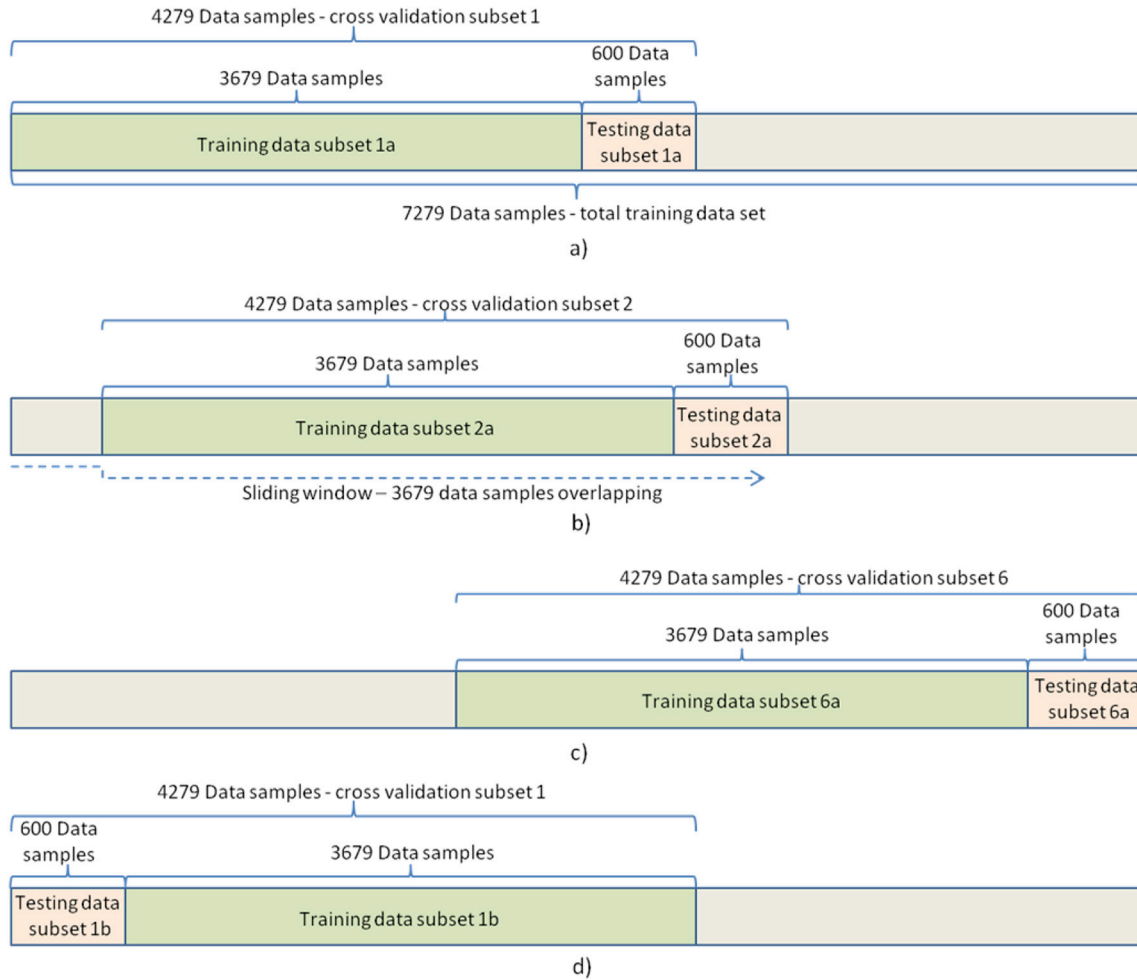 4279 Data samples - cross validation subset 1
600 Data
samples
3679 Data samples
Training data subset 1a
Testing data
subset 1a
7279 Data samples - total training data set
a)
4279 Data samples - cross validation subset 2
600 Data
samples
3679 Data samples
Training data subset 2a
Testing data
subset 2a
Sliding window – 3679 data samples overlapping
b)
4279 Data samples - cross validation subset 6
600 Data
samples
3679 Data samples
Training data subset 6a
Testing data
subset 6a
c)
4279 Data samples - cross validation subset 1
600 Data
samples
3679 Data samples
Testing data
subset 1b
Training data subset 1b
d)